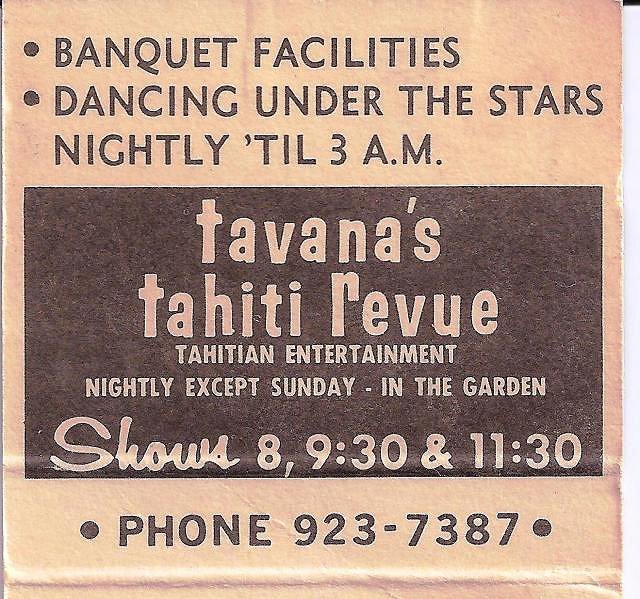 • BANQUET FACILITIES
• DANCING UNDER THE STARS
NIGHTLY 'TIL 3 A.M.
tavana's
tahiti revue
TAHITIAN ENTERTAINMENT
NIGHTLY EXCEPT SUNDAY - IN THE GARDEN
Shows 8, 9:30 & 11:30
• PHONE 923-7387 •